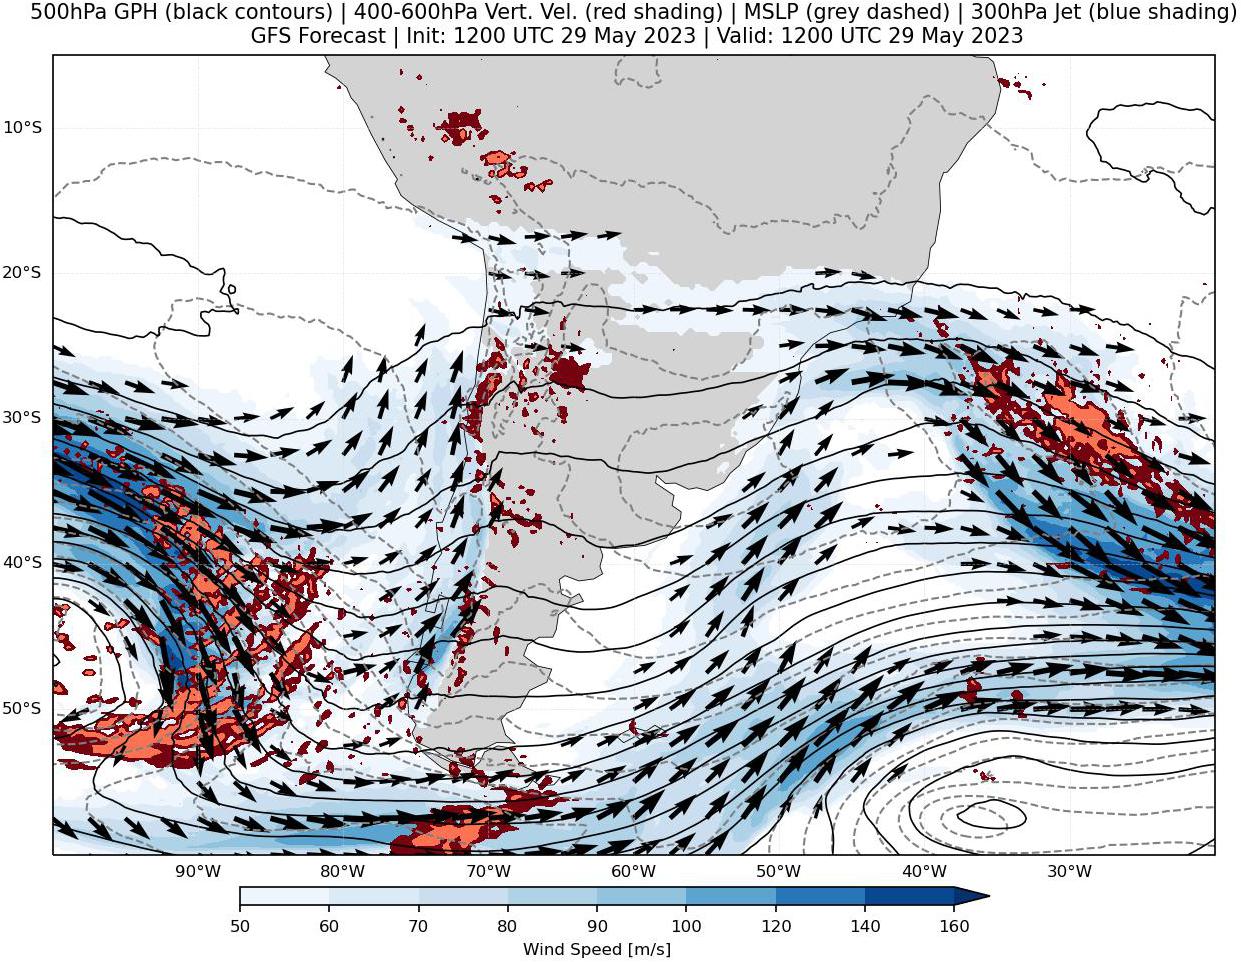 500hPa GPH (black contours) | 400-600hPa Vert. Vel. (red shading) | MSLP (grey dashed) | 300hPa Jet (blue shading)
GFS Forecast | Init: 1200 UTC 29 May 2023 | Valid: 1200 UTC 29 May 2023
10°S
20°S
30°S
40°S
50°S
90°W 80°W 70°W 60°W 50°W 40°W 30°W
50 60 70 80 90 100 120 140 160
Wind Speed [m/s]